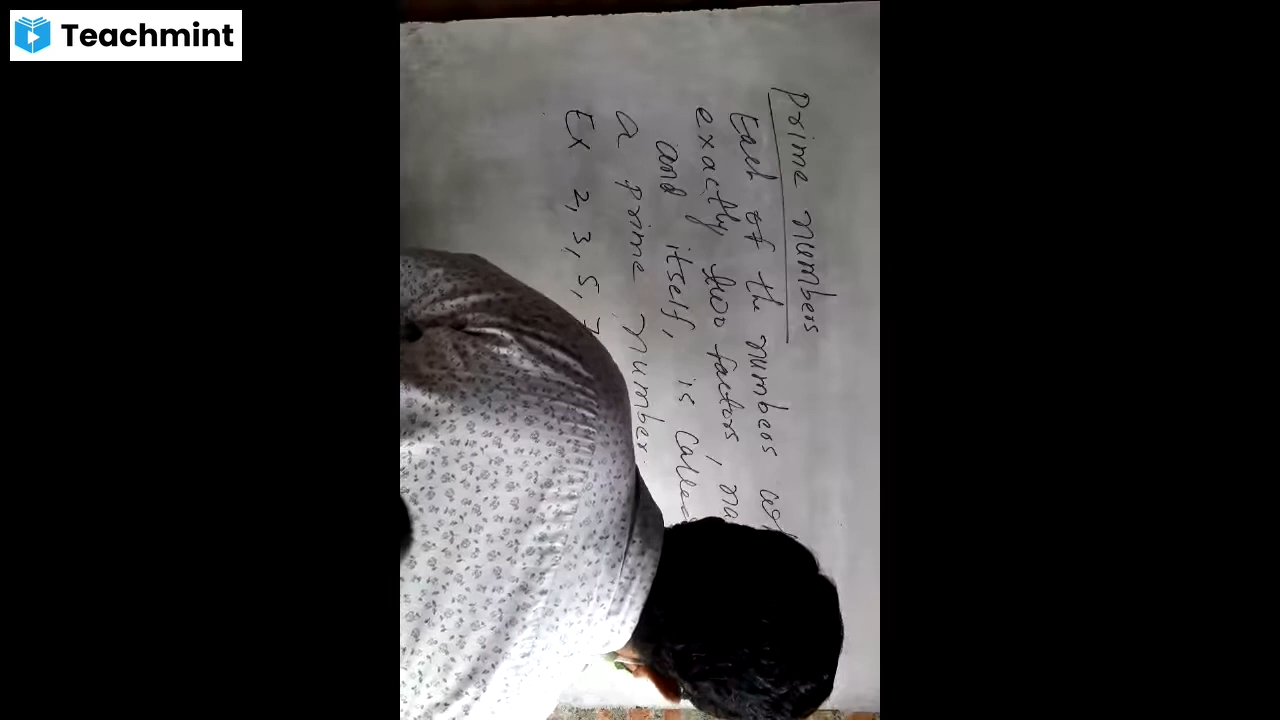 Teachmint
Prime numbers
Each of the numbers
exactly two factors,
and itself, is called
a prime number.
Ex 2, 3, 5, 7